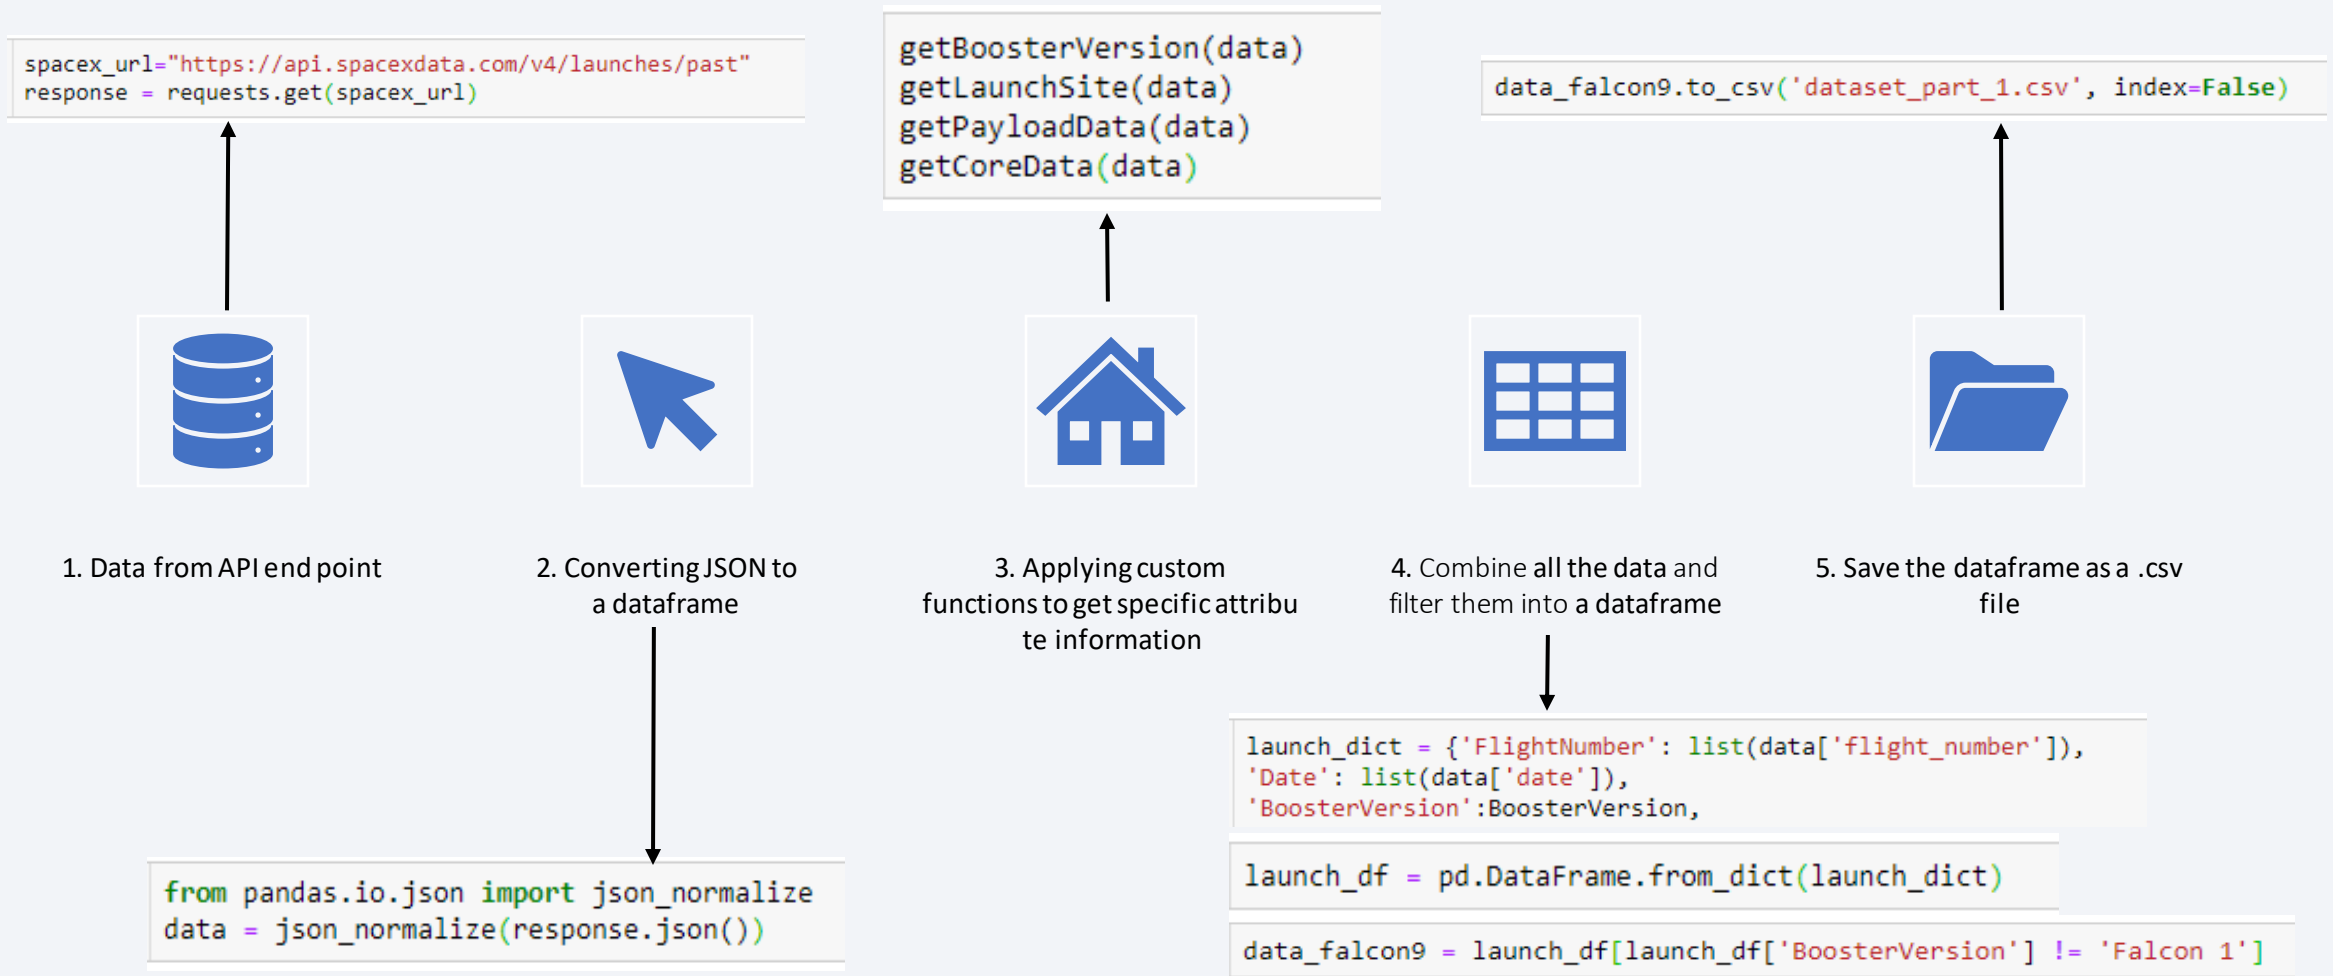 spacex_url="https://api.spacexdata.com/v4/launches/past"
response = requests.get(spacex_url)
getBoosterVersion(data)
getLaunchSite(data)
getPayloadData(data)
getCoreData(data)
data_falcon9.to_csv('dataset_part_1.csv', index=False)
1. Data from API end point
2. Converting JSON to
a dataframe
3. Applying custom
functions to get specific attribu
te information
4. Combine all the data and
filter them into a dataframe
5. Save the dataframe as a .csv
file
from pandas.io.json import json_normalize
data = json_normalize(response.json())
launch_dict = {'FlightNumber': list(data['flight_number']),
'Date': list(data['date']),
'BoosterVersion':BoosterVersion,
launch_df = pd.DataFrame.from_dict(launch_dict)
data_falcon9 = launch_df[launch_df['BoosterVersion'] != 'Falcon 1']